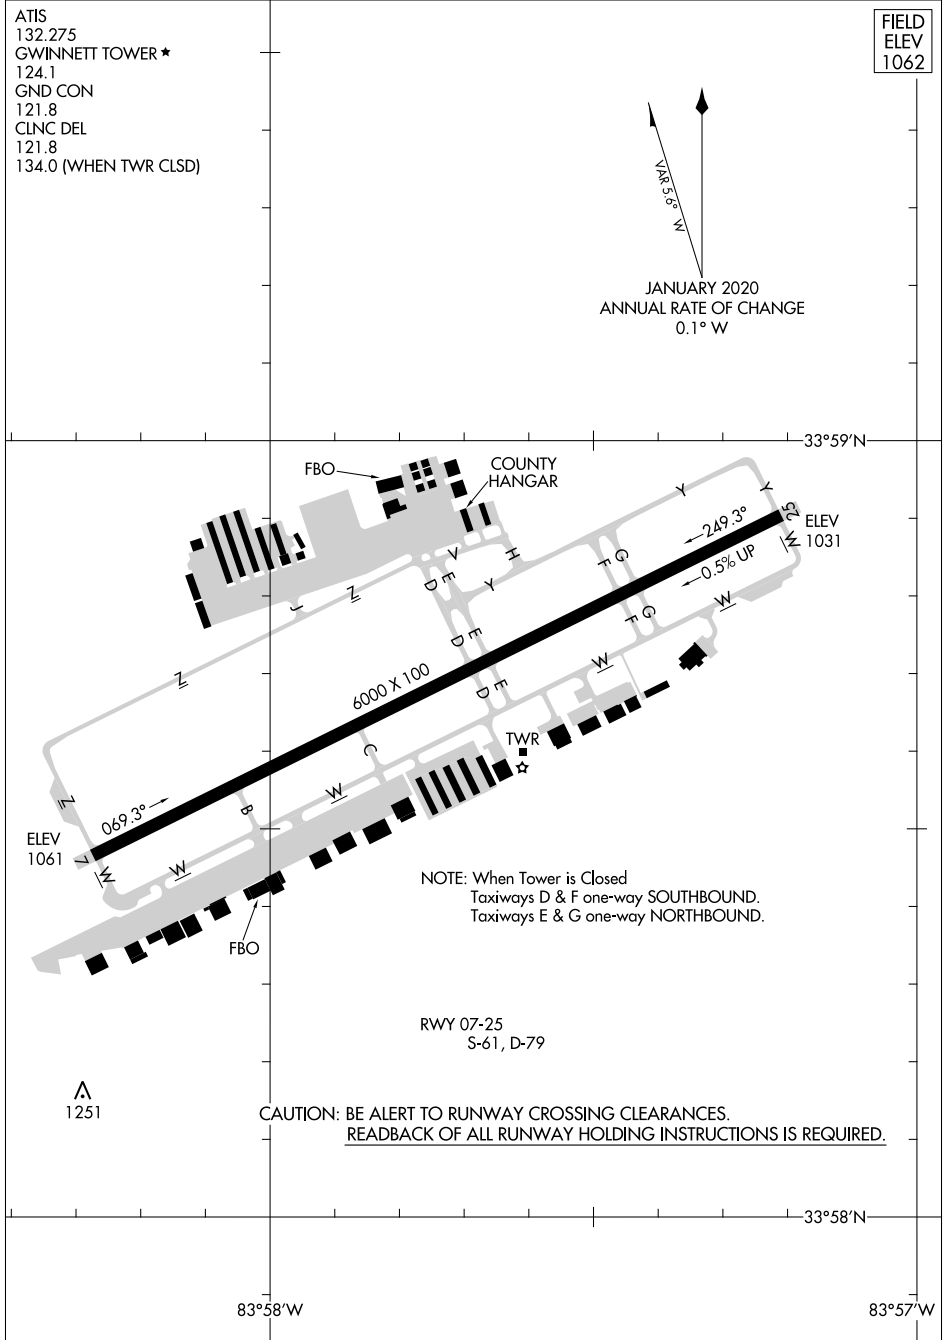 ATIS
132.275
GWINNETT TOWER ★
124.1
GND CON
121.8
CLNC DEL
121.8
134.0 (WHEN TWR CLSD)
FIELD
ELEV
1062
VAR 5.6° W
JANUARY 2020
ANNUAL RATE OF CHANGE
0.1° W
33°59'N
FBO
COUNTY
HANGAR
Y
Y
25
ELEV
1031
249.3°
0.5% UP
W
V
H
G
F
E
D
Y
Z
J
G
F
W
E
D
W
Z
6000 X 100
E
D
TWR
C
W
Z
069.3°
B
ELEV
1061
7
W
W
FBO
NOTE: When Tower is Closed
Taxiways D & F one-way SOUTHBOUND.
Taxiways E & G one-way NORTHBOUND.
RWY 07-25
S-61, D-79
1251
CAUTION: BE ALERT TO RUNWAY CROSSING CLEARANCES.
READBACK OF ALL RUNWAY HOLDING INSTRUCTIONS IS REQUIRED.
33°58'N
83°58'W
83°57'W